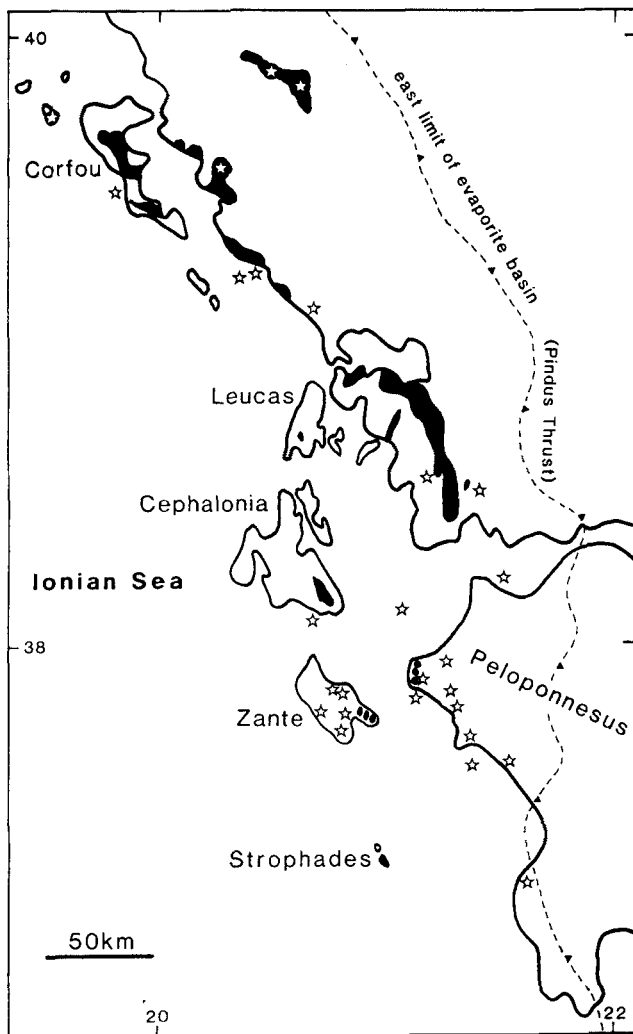 40
east limit of evaporite basin
(Pindus Thrust)
Corfou
Leucas
Cephalonia
Ionian Sea
38
Peloponnesus
Zante
Strophades
50km
20
22